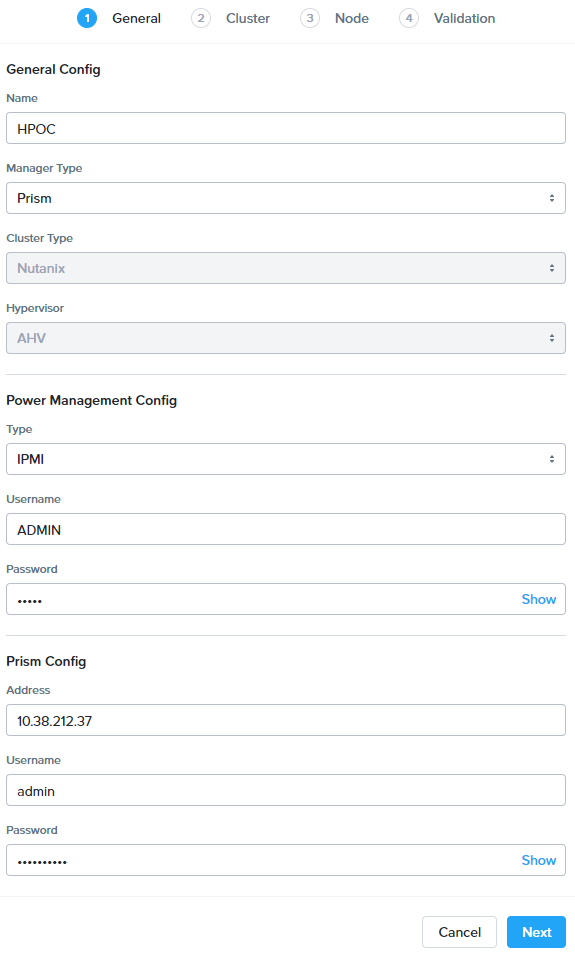 1 General 2 Cluster 3 Node 4 Validation
General Config
Name
HPOC
Manager Type
Prism
Cluster Type
Nutanix
Hypervisor
AHV
Power Management Config
Type
IPMI
Username
ADMIN
Password
••••• Show
Prism Config
Address
10.38.212.37
Username
admin
Password
•••••••••• Show
Cancel Next